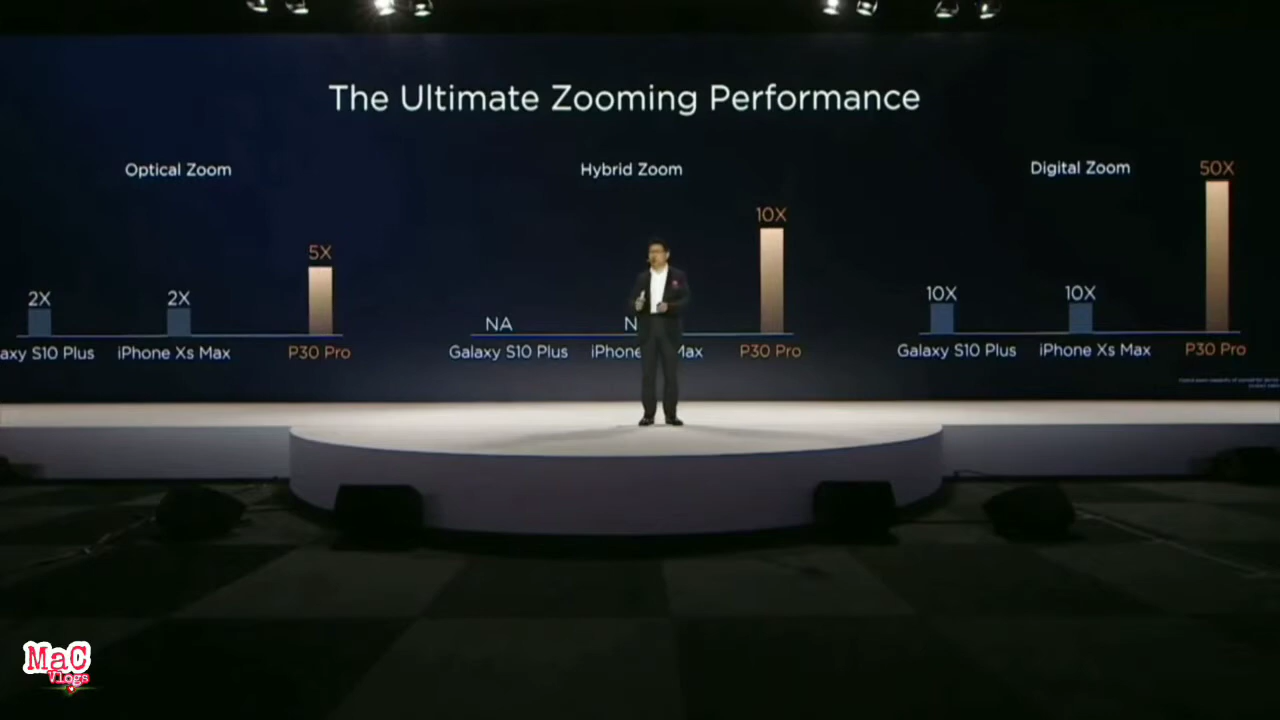 The Ultimate Zooming Performance
Optical Zoom
5X
2X
2X
axy S10 Plus
iPhone Xs Max
P30 Pro
Hybrid Zoom
10X
NA
N
Galaxy S10 Plus
iPhone
Max
P30 Pro
Digital Zoom
50X
10X
10X
Galaxy S10 Plus
iPhone Xs Max
P30 Pro
MaC
Vlogs